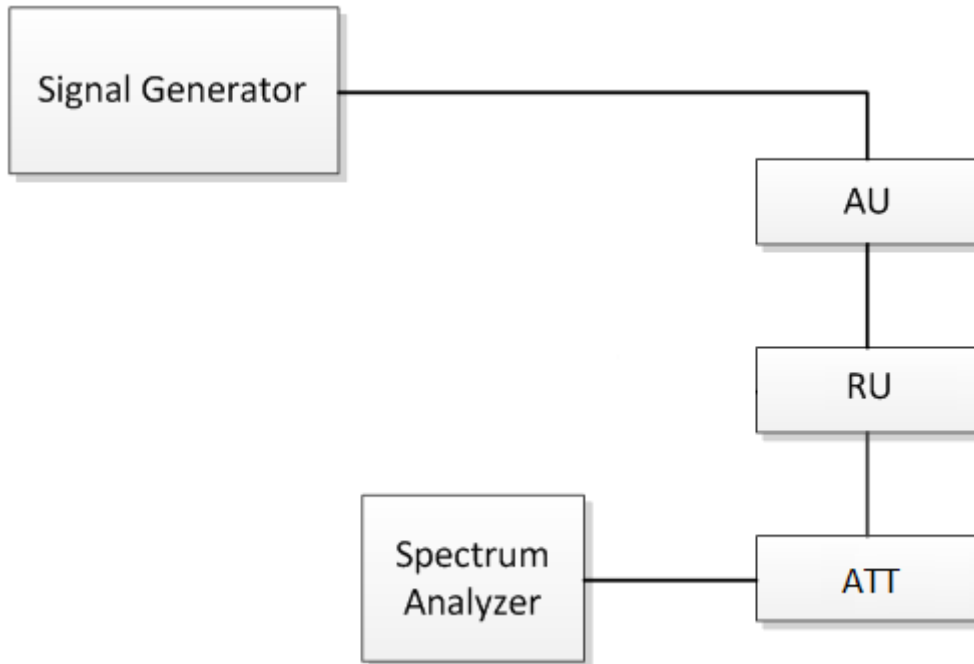 Signal Generator
AU
RU
ATT
Spectrum
Analyzer